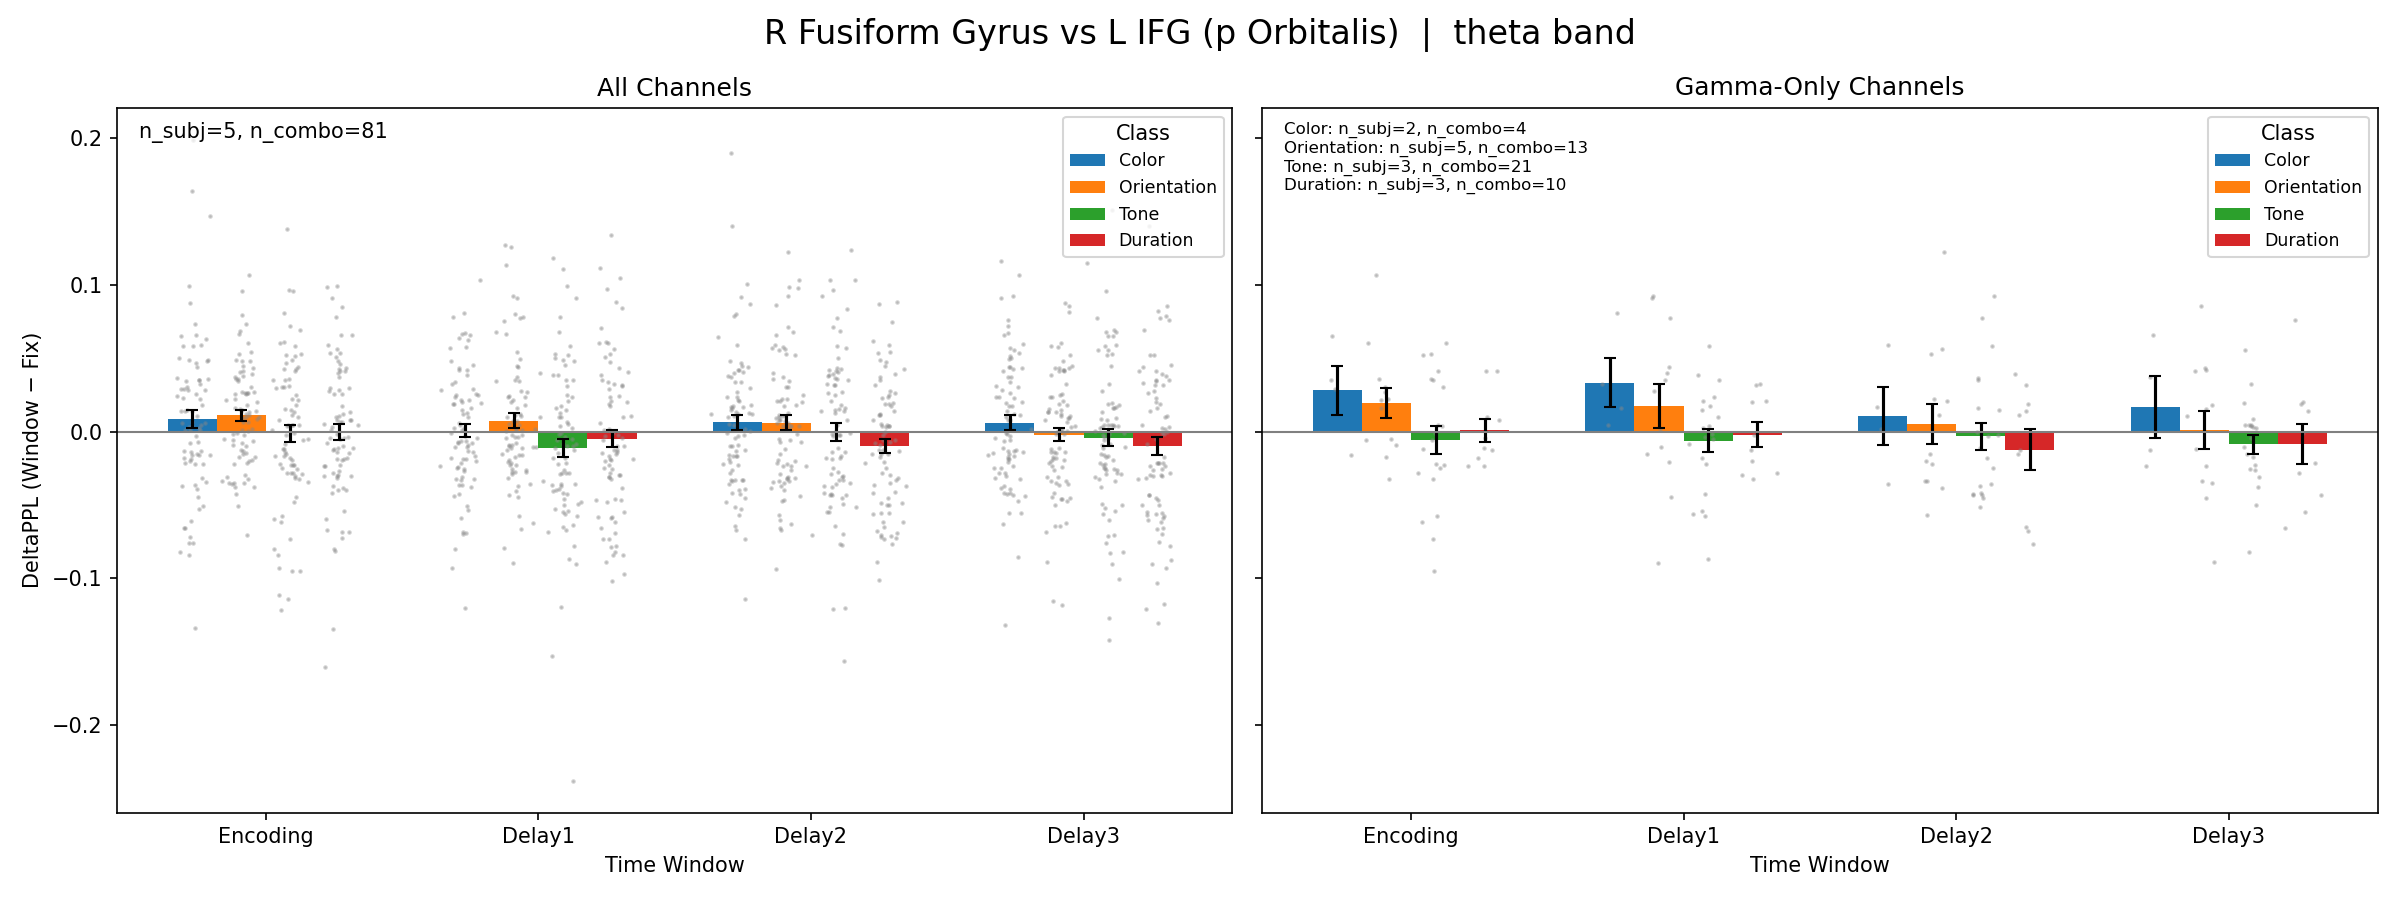 R Fusiform Gyrus vs L IFG (p Orbitalis) | theta band
All Channels
n_subj=5, n_combo=81
Class
Color
Orientation
Tone
Duration
0.2
0.1
0.0
−0.1
−0.2
DeltaPPL (Window − Fix)
Encoding
Delay1
Delay2
Delay3
Time Window
Gamma-Only Channels
Color: n_subj=2, n_combo=4
Orientation: n_subj=5, n_combo=13
Tone: n_subj=3, n_combo=21
Duration: n_subj=3, n_combo=10
Class
Color
Orientation
Tone
Duration
Encoding
Delay1
Delay2
Delay3
Time Window